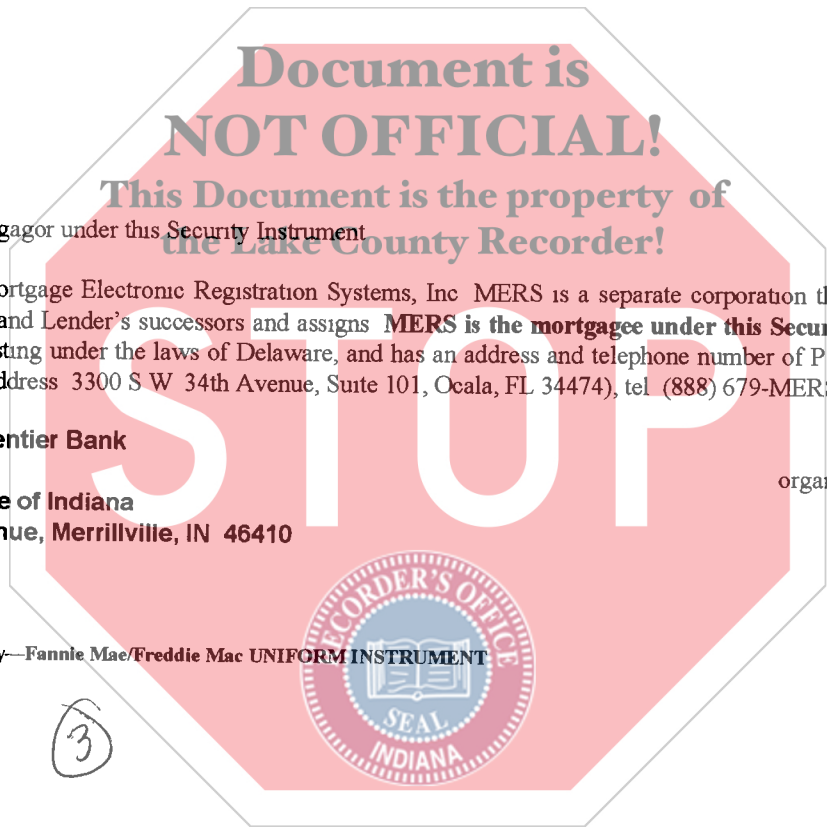 Document is
NOT OFFICIAL!
This Document is the property of
the Lake County Recorder!
gagor under this Security Instrument
ortgage Electronic Registration Systems, Inc MERS is a separate corporation th
and Lender's successors and assigns MERS is the mortgagee under this Secur
sting under the laws of Delaware, and has an address and telephone number of P
ddress 3300 S W 34th Avenue, Suite 101, Ocala, FL 34474), tel (888) 679-MERS
entier Bank
organ
e of Indiana
nue, Merrillville, IN 46410
STOP
y—Fannie Mae/Freddie Mac UNIFORM INSTRUMENT
RECORDER'S OFFICE
SEAL
INDIANA
3